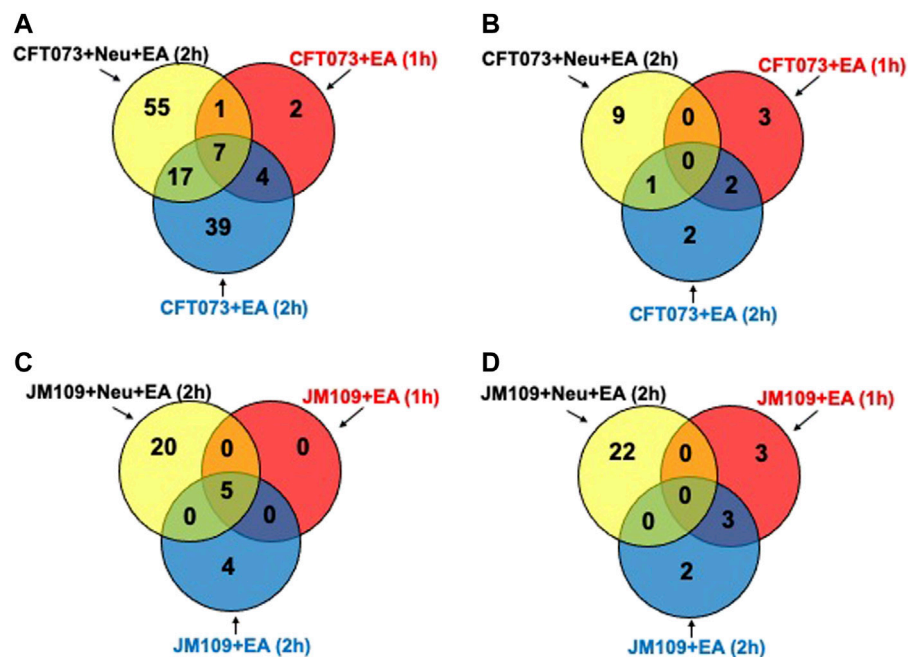 A
CFT073+Neu+EA (2h)
CFT073+EA (1h)
55
1
2
7
17
4
39
CFT073+EA (2h)
B
CFT073+Neu+EA (2h)
CFT073+EA (1h)
9
0
3
0
1
2
2
CFT073+EA (2h)
C
JM109+Neu+EA (2h)
JM109+EA (1h)
20
0
0
5
0
0
4
JM109+EA (2h)
D
JM109+Neu+EA (2h)
JM109+EA (1h)
22
0
3
0
0
3
2
JM109+EA (2h)